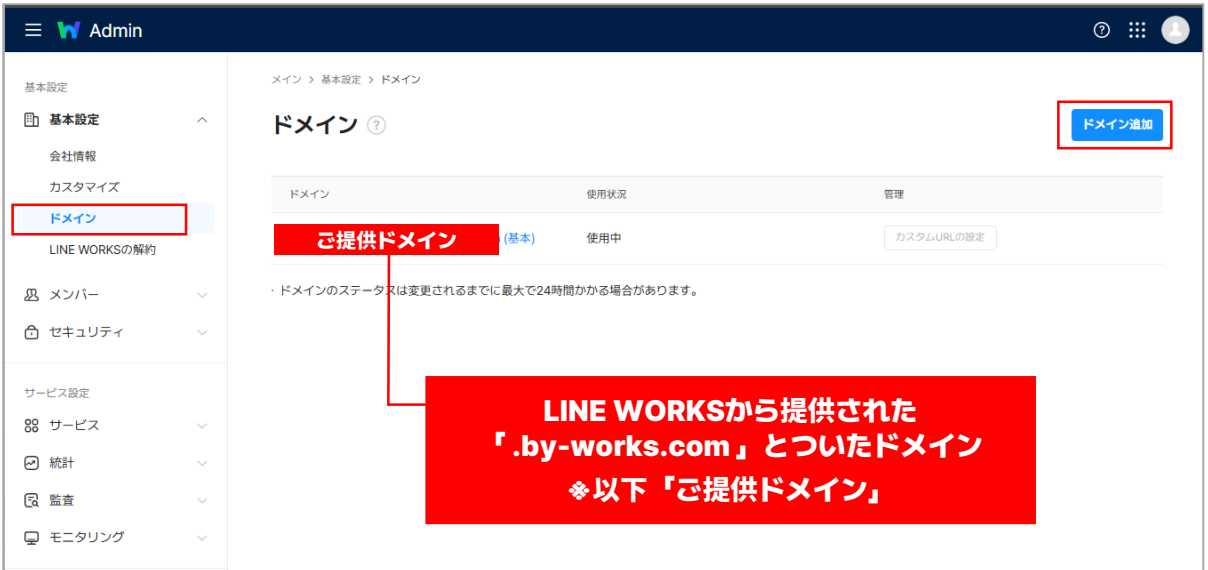 Admin
基本設定
基本設定
会社情報
カスタマイズ
ドメイン
LINE WORKSの解約
メンバー
セキュリティ
サービス設定
サービス
統計
監査
モニタリング
メイン > 基本設定 > ドメイン
ドメイン ?
ドメイン追加
ドメイン 使用状況 管理
ご提供ドメイン (基本) 使用中 カスタムURLの設定
・ドメインのステータスは変更されるまでに最大で24時間かかる場合があります。
LINE WORKSから提供された
「.by-works.com」とついたドメイン
※以下「ご提供ドメイン」